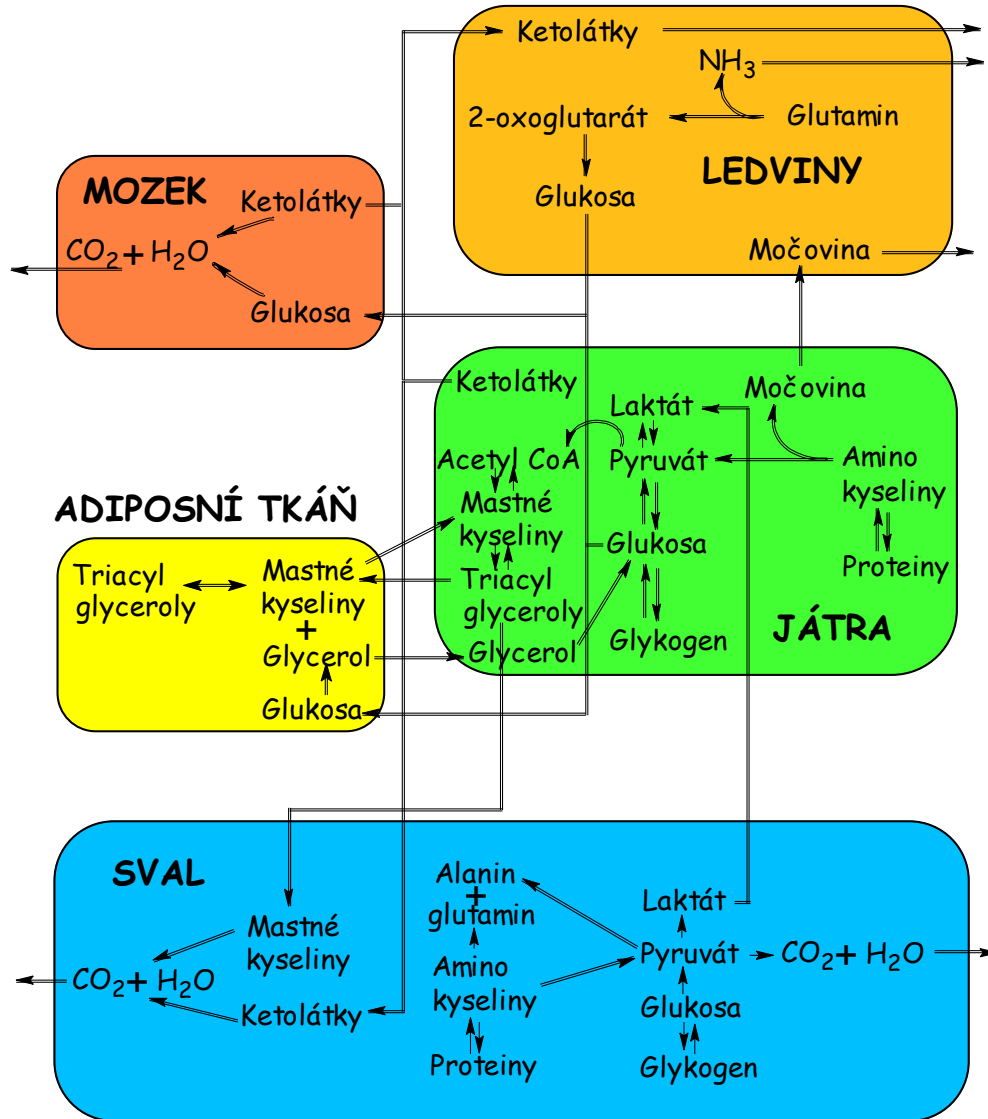 Ketolátky
NH3
2-oxoglutarát
Glutamin
LEDVINY
Glukosa
Močovina
MOZEK
Ketolátky
CO2 + H2O
Glukosa
Ketolátky
Močovina
Laktát
Acetyl CoA
Pyruvát
Amino
kyseliny
Mastné
kyseliny
Glukosa
Proteiny
Triacyl
glyceroly
Glykogen
JÁTRA
Glycerol
ADIPOSNÍ TKÁŇ
Triacyl
glyceroly
Mastné
kyseliny
+
Glycerol
Glukosa
SVAL
Alanin
+
glutamin
Laktát
Mastné
kyseliny
Pyruvát
CO2 + H2O
CO2 + H2O
Amino
kyseliny
Glukosa
Ketolátky
Proteiny
Glykogen